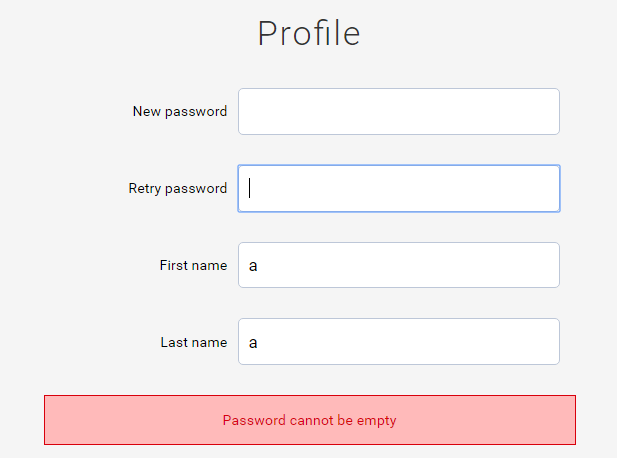 Profile
New password
Retry password
First name a
Last name a
Password cannot be empty